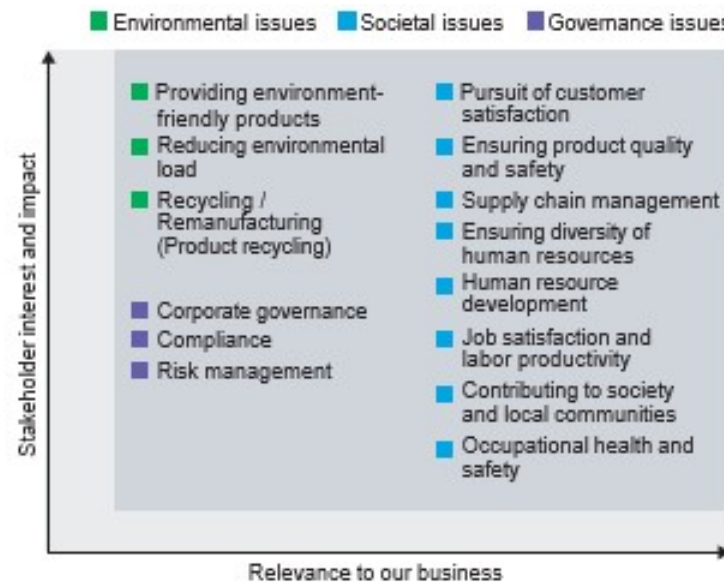 Environmental issues Societal issues Governance issues
Stakeholder interest and impact
Providing environment-
friendly products
Reducing environmental
load
Recycling /
Remanufacturing
(Product recycling)
Corporate governance
Compliance
Risk management
Pursuit of customer
satisfaction
Ensuring product quality
and safety
Supply chain management
Ensuring diversity of
human resources
Human resource
development
Job satisfaction and
labor productivity
Contributing to society
and local communities
Occupational health and
safety
Relevance to our business